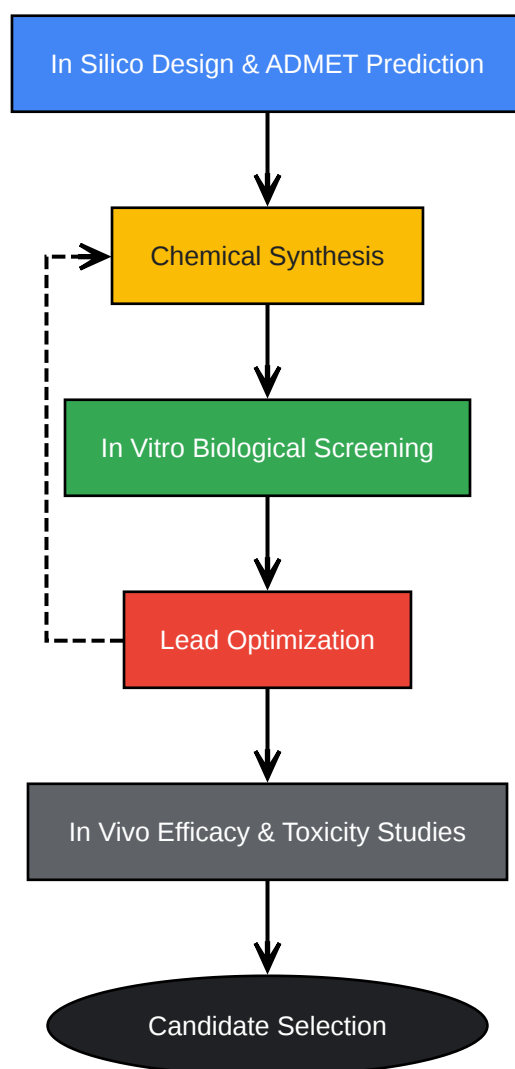 In Silico Design & ADMET Prediction
Chemical Synthesis
In Vitro Biological Screening
Lead Optimization
In Vivo Efficacy & Toxicity Studies
Candidate Selection